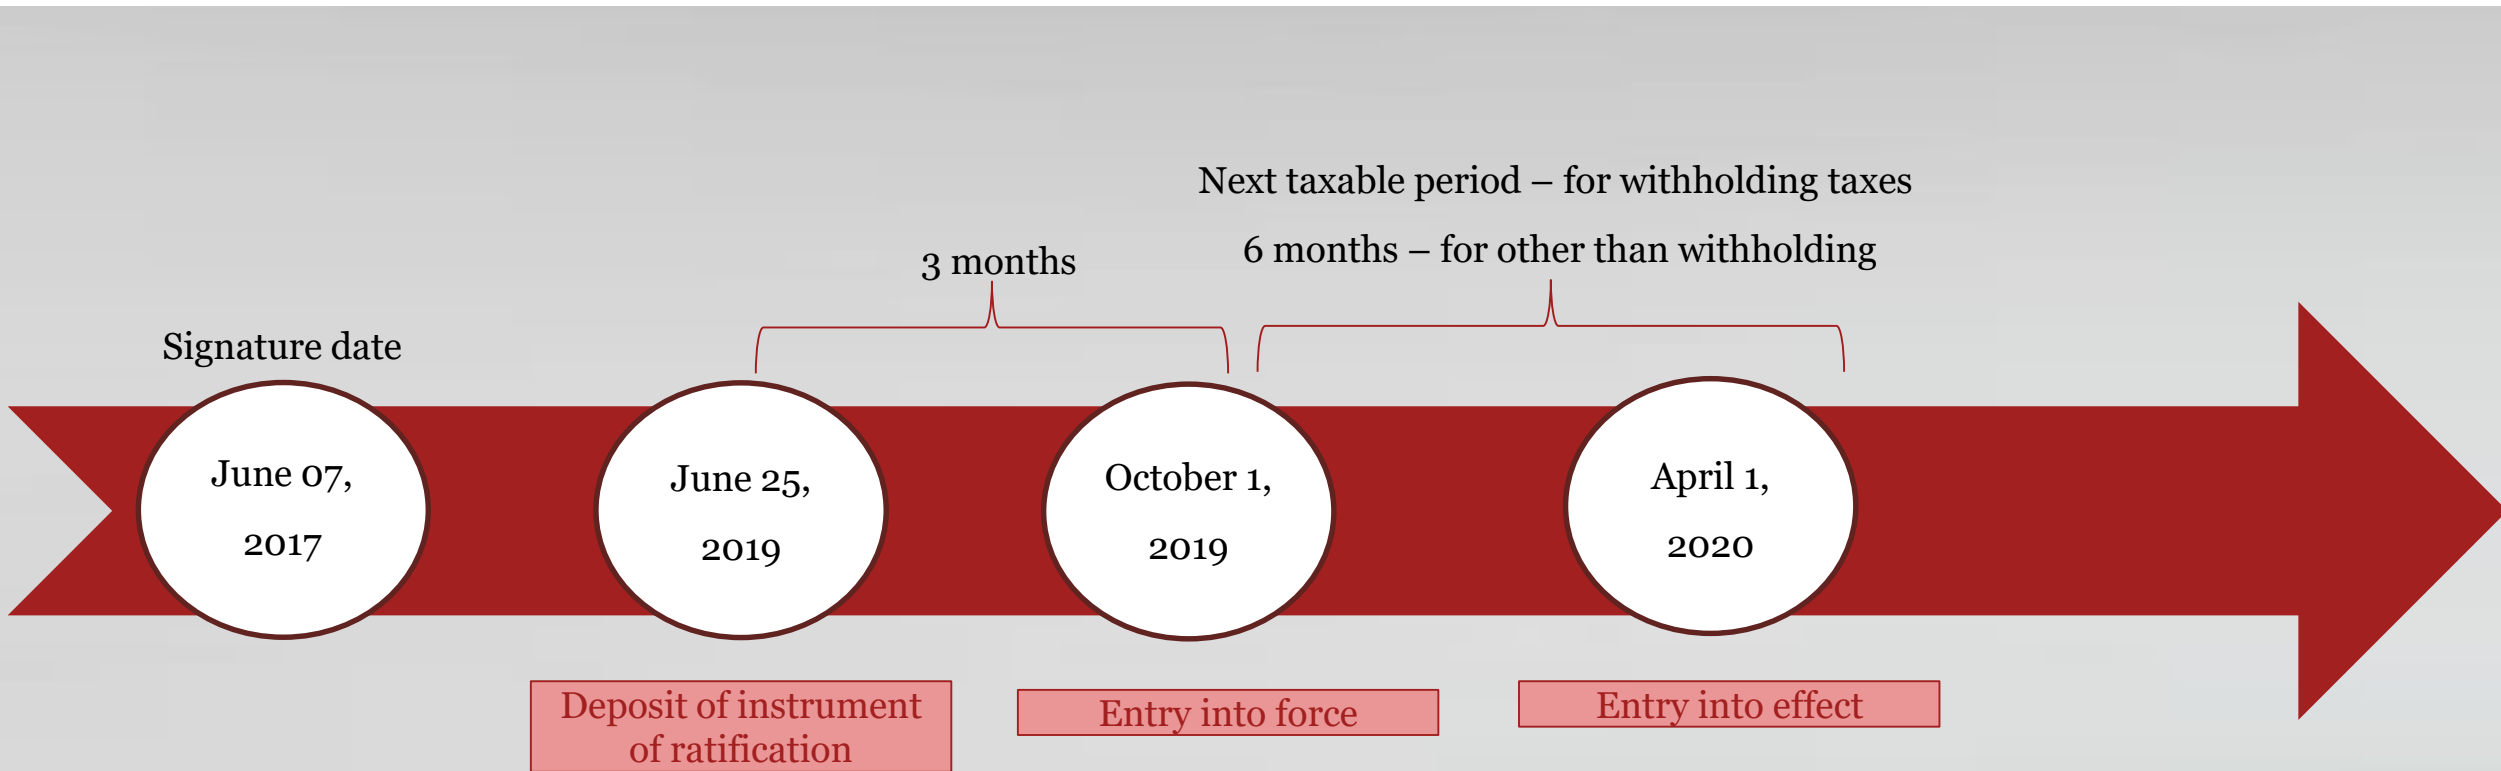 Next taxable period – for withholding taxes
6 months – for other than withholding
3 months
Signature date
June 07,
2017
June 25,
2019
October 1,
2019
April 1,
2020
Deposit of instrument
of ratification
Entry into force
Entry into effect